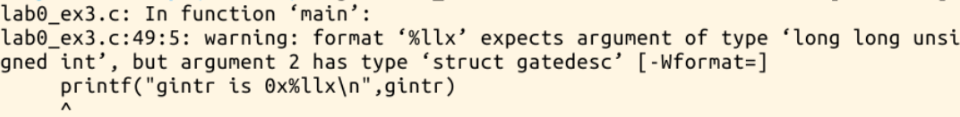 lab0_ex3.c: In function ‘main’:
lab0_ex3.c:49:5: warning: format ‘%llx’ expects argument of type ‘long long unsi
gned int’, but argument 2 has type ‘struct gatedesc’ [-Wformat=]
     printf("gintr is 0x%llx\n",gintr)
     ^